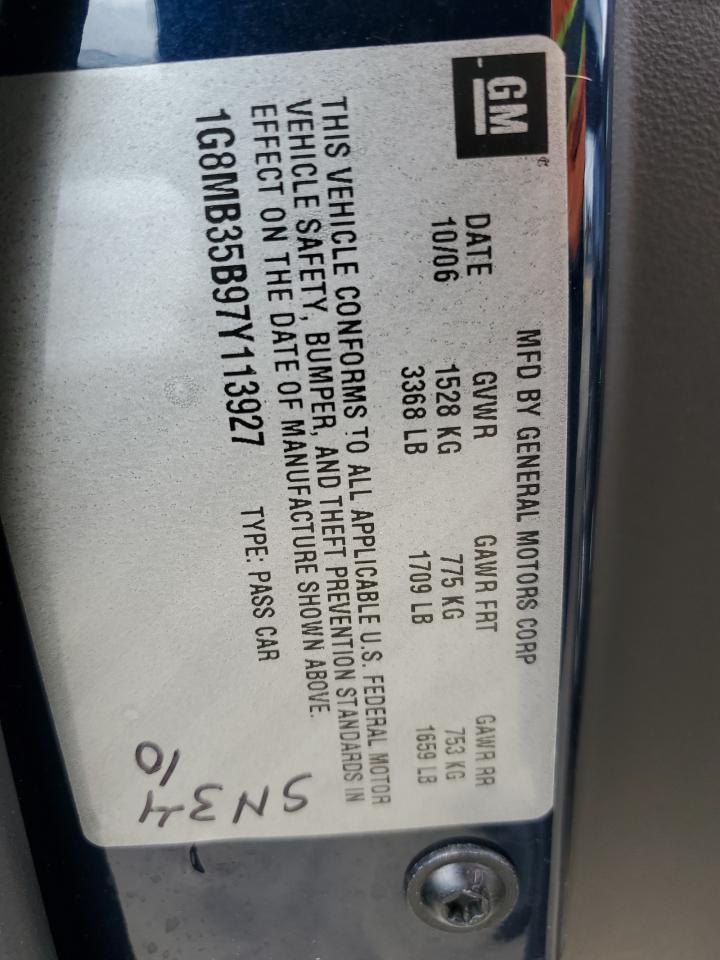 GM
MFD BY GENERAL MOTORS CORP
DATE GVWR GAWR FRT GAWR RR
10/06 1528 KG 775 KG 753 KG
3368 LB 1709 LB 1659 LB
THIS VEHICLE CONFORMS TO ALL APPLICABLE U.S. FEDERAL MOTOR
VEHICLE SAFETY, BUMPER, AND THEFT PREVENTION STANDARDS IN
EFFECT ON THE DATE OF MANUFACTURE SHOWN ABOVE.
1G8MB35B97Y113927 TYPE: PASS CAR
10